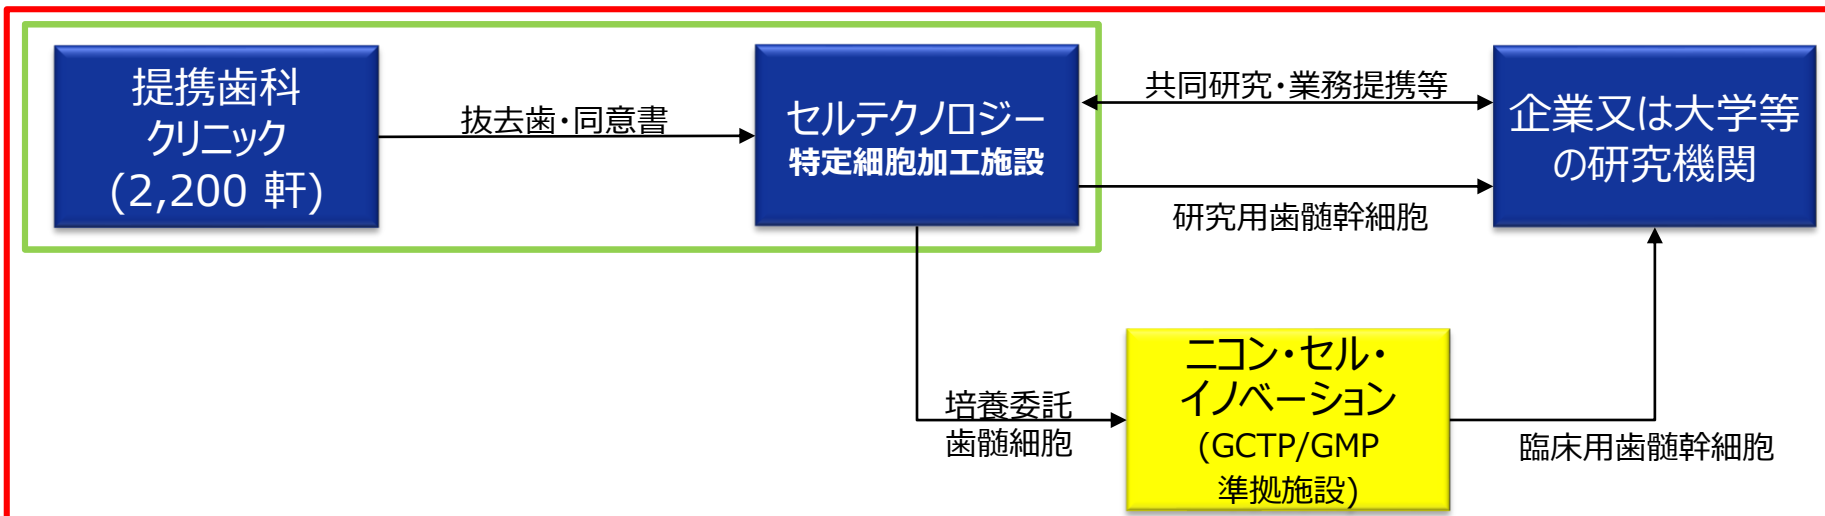 提携歯科
クリニック
(2,200 軒)
抜去歯・同意書
セルテクノロジー
特定細胞加工施設
共同研究・業務提携等
研究用歯髄幹細胞
企業又は大学等
の研究機関
培養委託
歯髄細胞
ニコン・セル・
イノベーション
(GCTP/GMP
準拠施設)
臨床用歯髄幹細胞